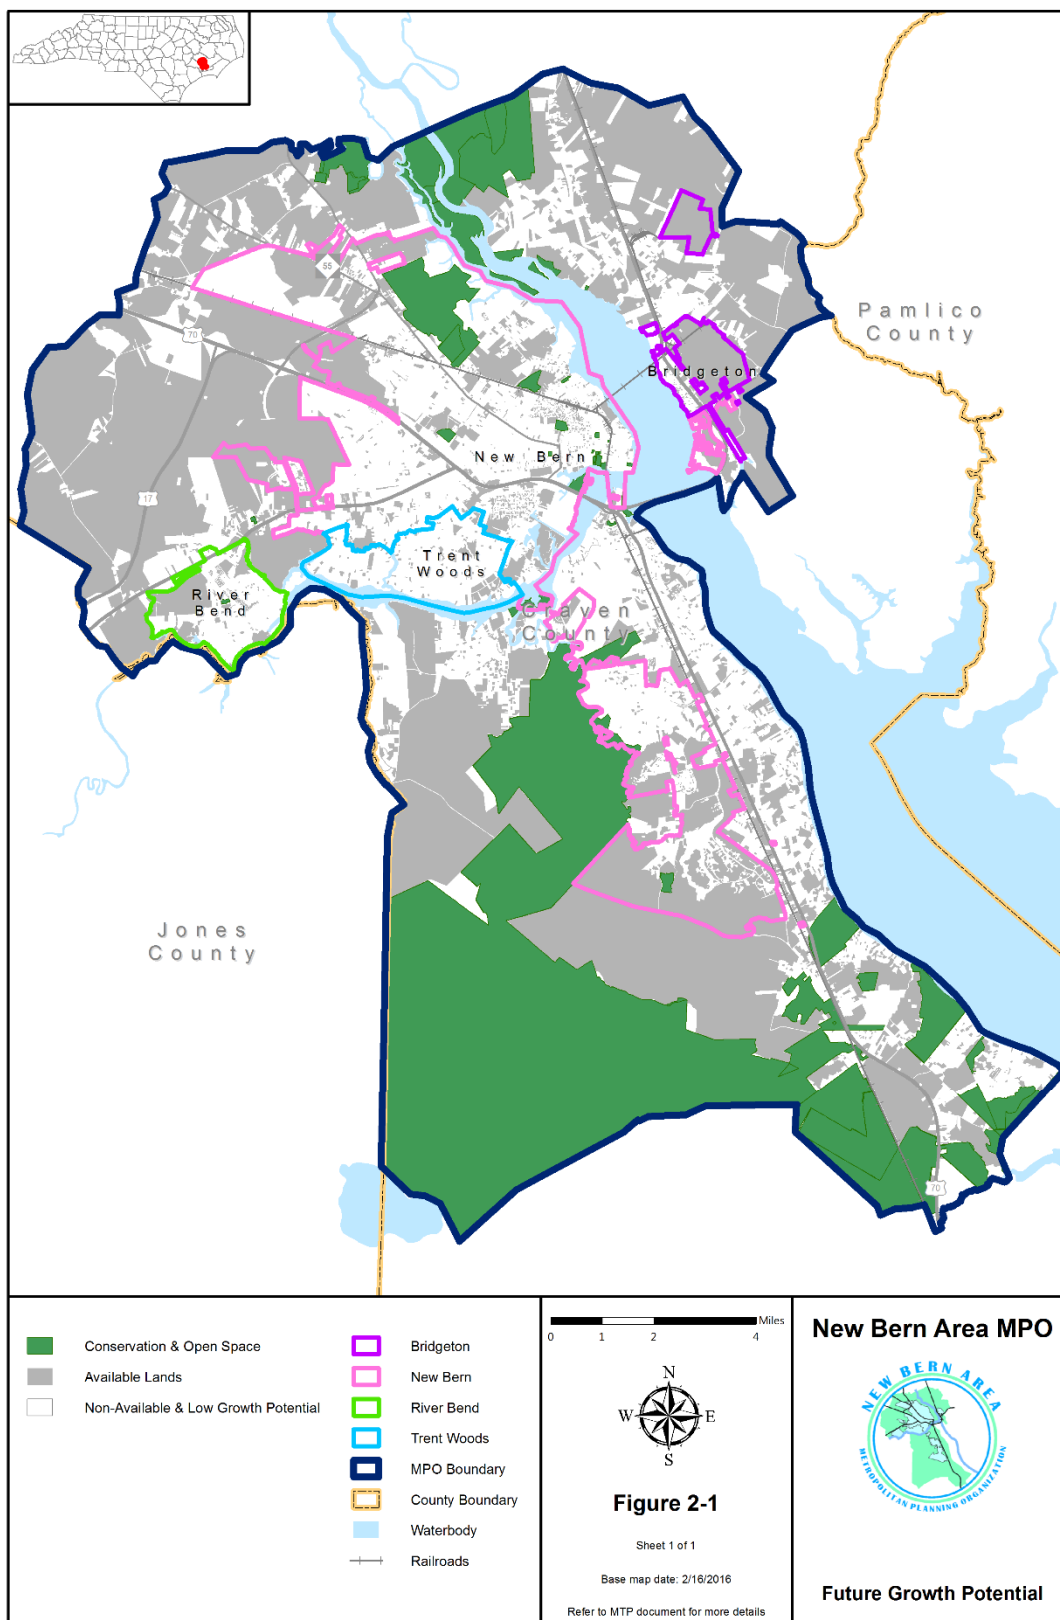 Pamlico
County
55
70
Bridgeton
New Bern
17
Trent
Woods
River
Bend
Craven
County
Jones
County
70
Conservation & Open Space
Available Lands
Non-Available & Low Growth Potential
Bridgeton
New Bern
River Bend
Trent Woods
MPO Boundary
County Boundary
Waterbody
Railroads
Miles
0 1 2 4
N
W E
S
Figure 2-1
Sheet 1 of 1
Base map date: 2/16/2016
Refer to MTP document for more details
New Bern Area MPO
NEW BERN AREA
METROPOLITAN PLANNING ORGANIZATION
Future Growth Potential